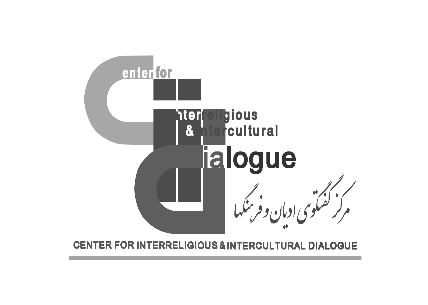 Center for
interreligious
& intercultural
dialogue
مرکز گفتگوی ادیان و فرهنگها
CENTER FOR INTERRELIGIOUS & INTERCULTURAL DIALOGUE